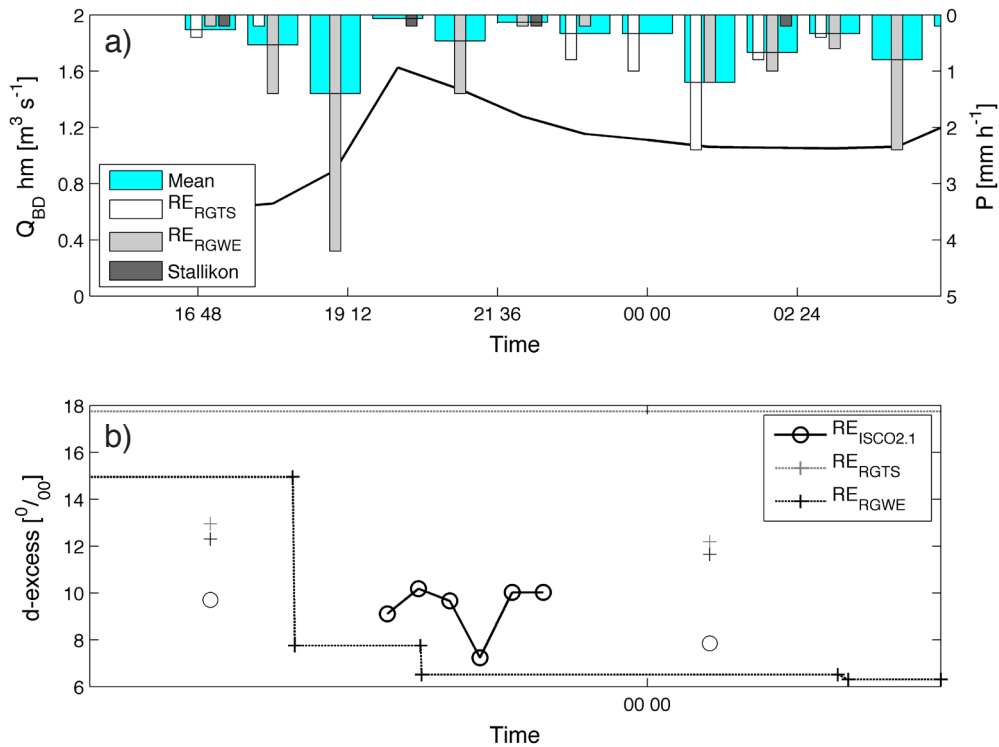 a)
2
1.6
1.2
0.8
0.4
0
Q_BD hm [m³ s⁻¹]
0
1
2
3
4
5
P [mm h⁻¹]
Mean
RE_RGTS
RE_RGWE
Stallikon
16 48 19 12 21 36 00 00 02 24
Time
b)
18
16
14
12
10
8
6
d-excess [⁰/₀₀]
RE_ISCO2.1
RE_RGTS
RE_RGWE
00 00
Time